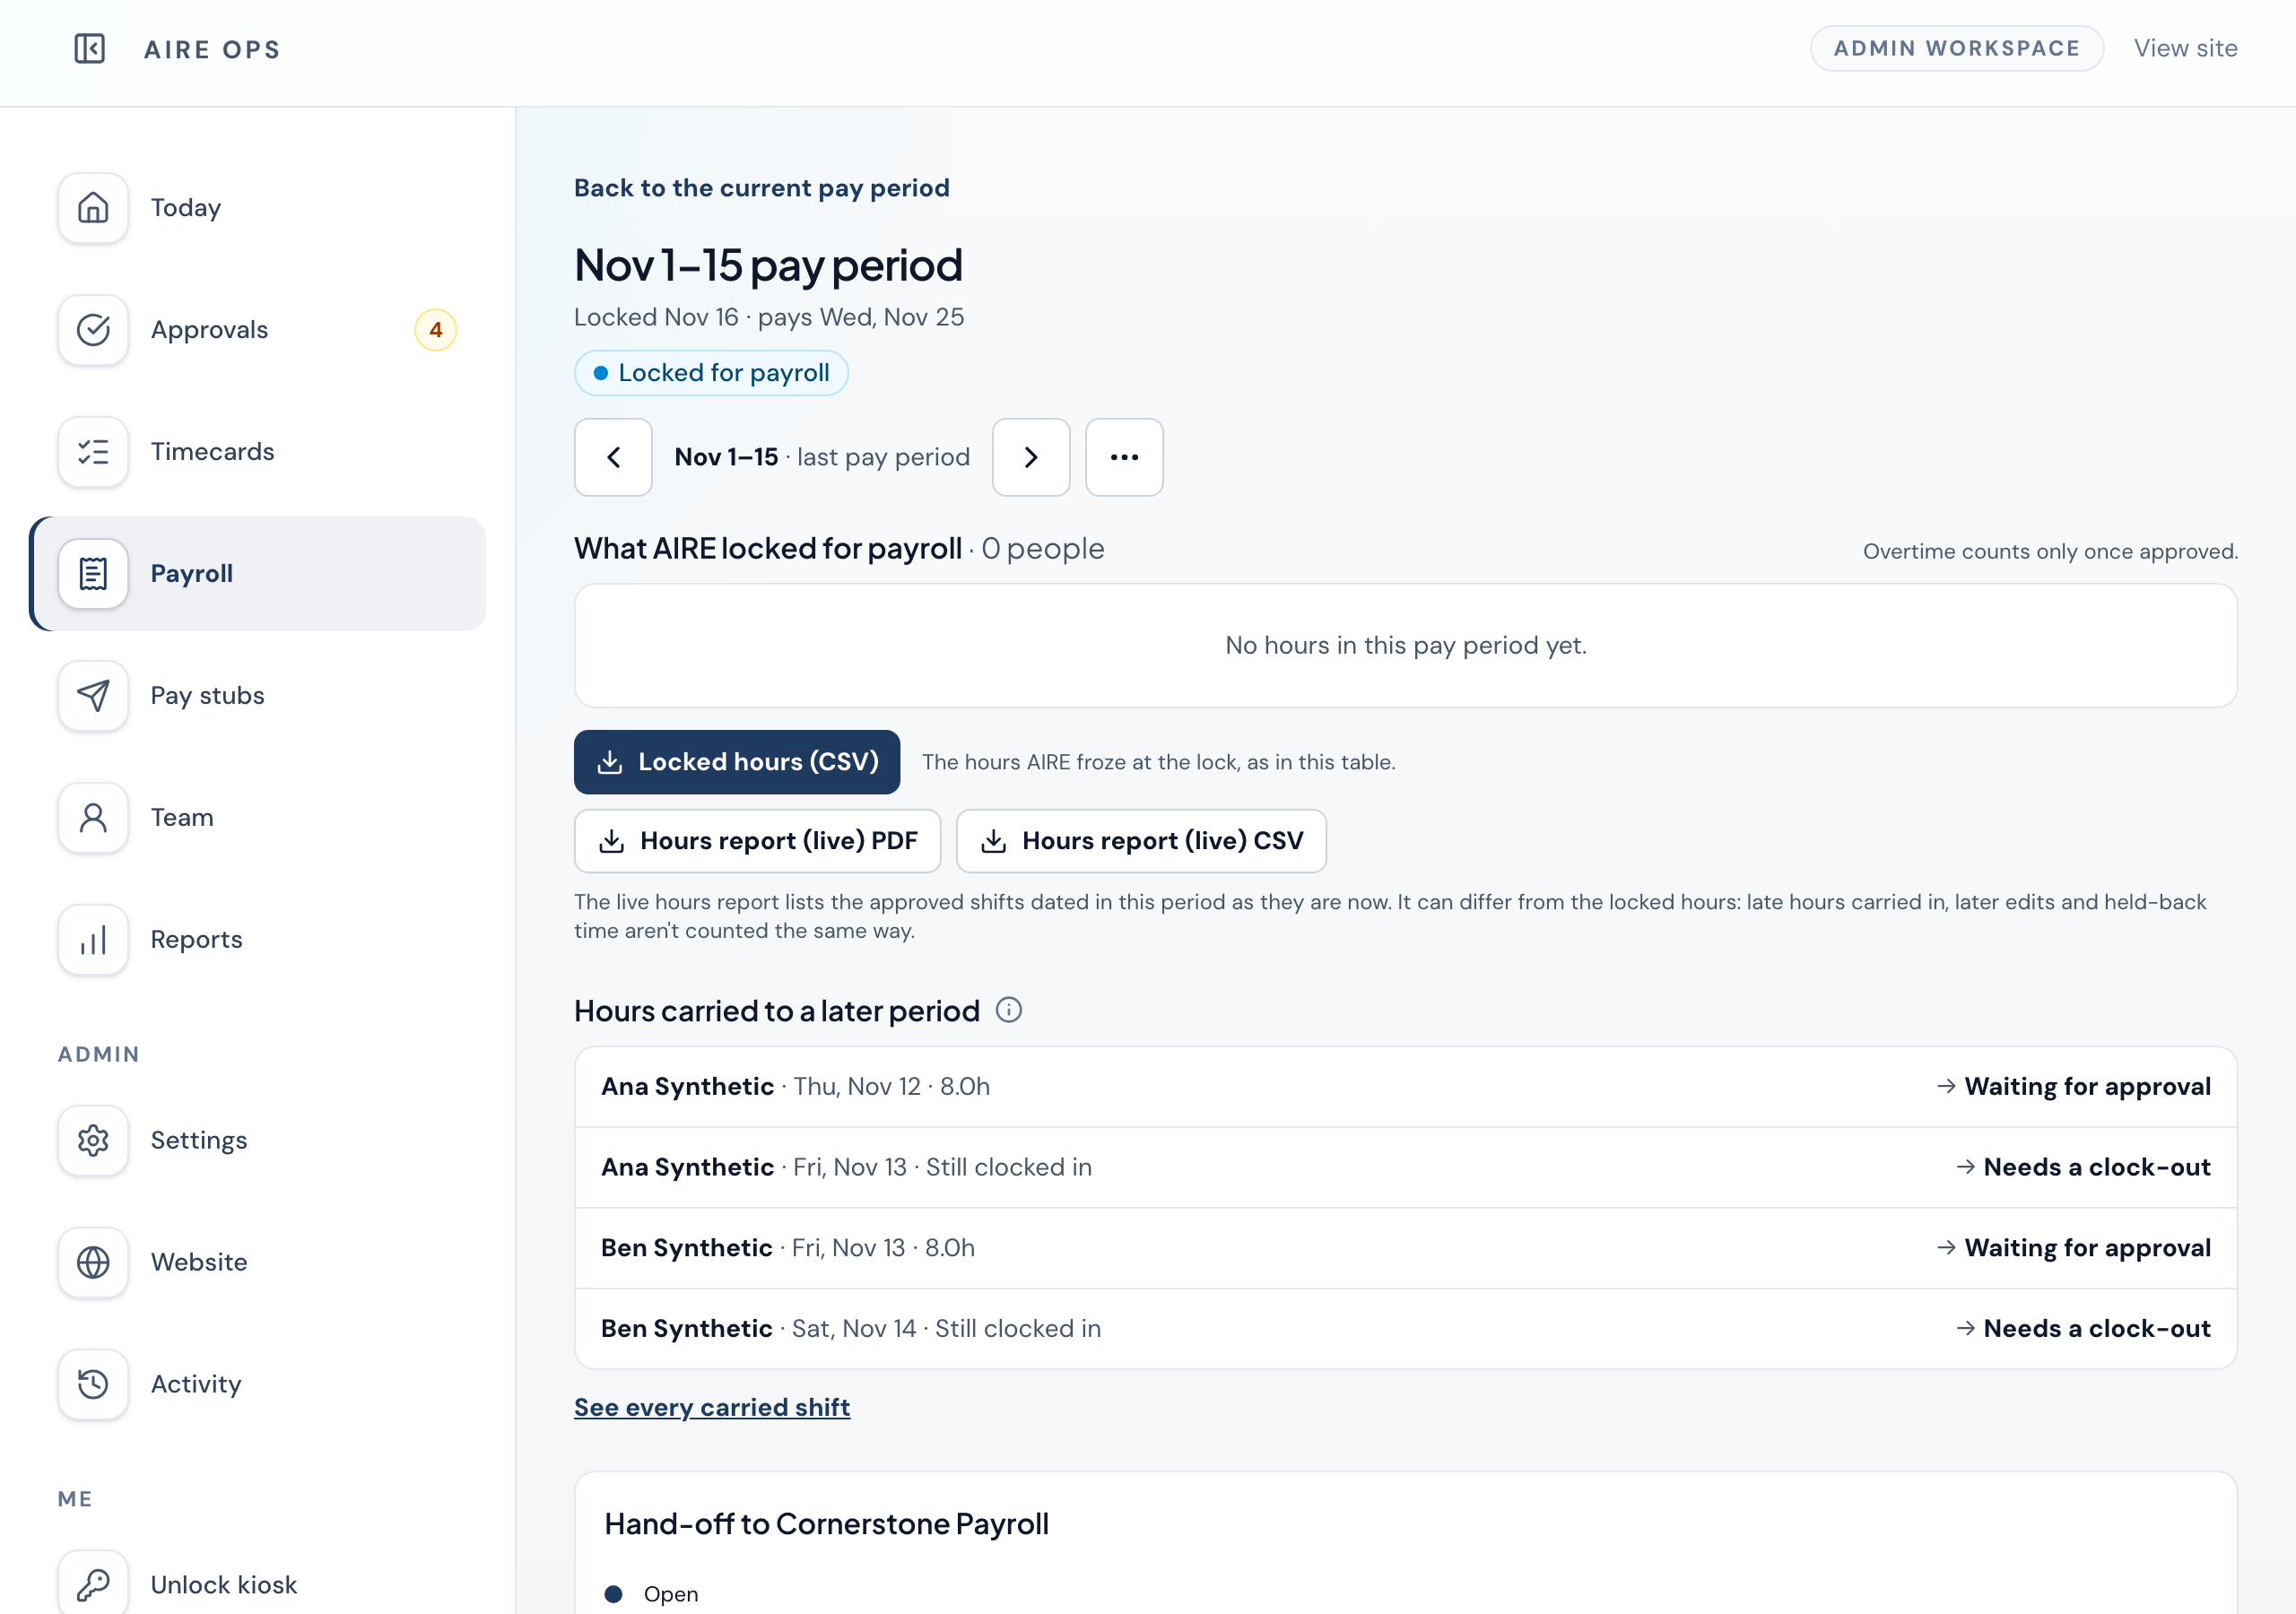 AIRE OPS
ADMIN WORKSPACE
View site
Today
Approvals
4
Timecards
Payroll
Pay stubs
Team
Reports
ADMIN
Settings
Website
Activity
ME
Unlock kiosk
Back to the current pay period
Nov 1–15 pay period
Locked Nov 16 · pays Wed, Nov 25
Locked for payroll
Nov 1–15 · last pay period
What AIRE locked for payroll · 0 people
Overtime counts only once approved.
No hours in this pay period yet.
Locked hours (CSV)
The hours AIRE froze at the lock, as in this table.
Hours report (live) PDF
Hours report (live) CSV
The live hours report lists the approved shifts dated in this period as they are now. It can differ from the locked hours: late hours carried in, later edits and held-back
time aren't counted the same way.
Hours carried to a later period
Ana Synthetic · Thu, Nov 12 · 8.0h
→ Waiting for approval
Ana Synthetic · Fri, Nov 13 · Still clocked in
→ Needs a clock-out
Ben Synthetic · Fri, Nov 13 · 8.0h
→ Waiting for approval
Ben Synthetic · Sat, Nov 14 · Still clocked in
→ Needs a clock-out
See every carried shift
Hand-off to Cornerstone Payroll
Open